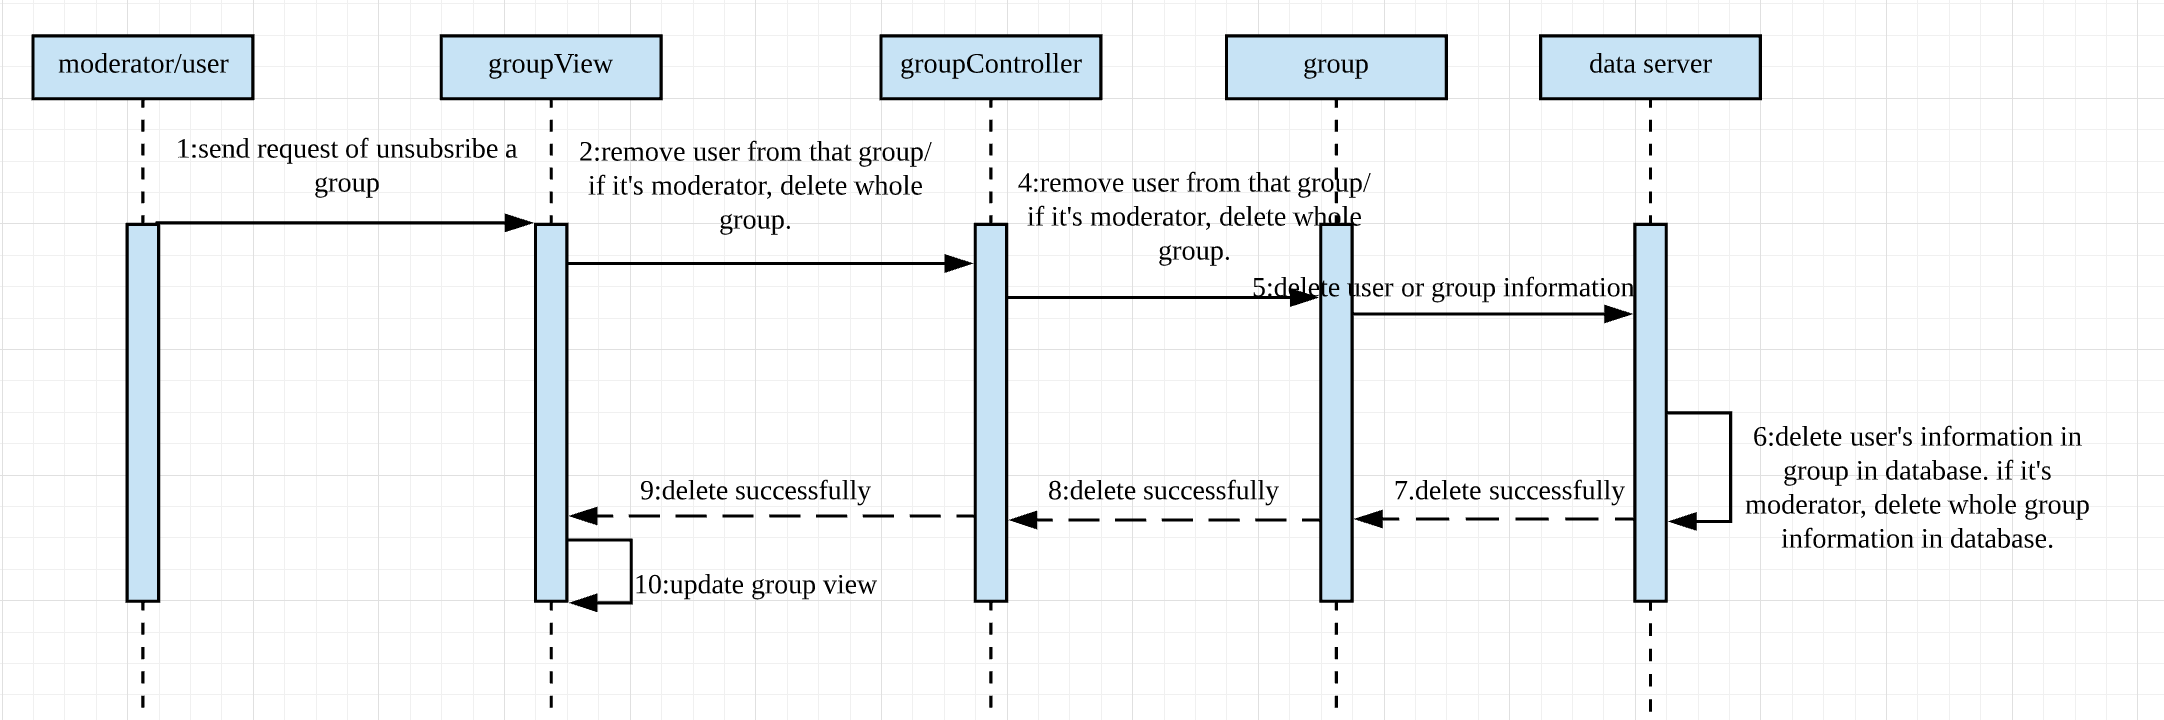 moderator/user
groupView
groupController
group
data server
1:send request of unsubsribe a
group
2:remove user from that group/
if it's moderator, delete whole
group.
4:remove user from that group/
if it's moderator, delete whole
group.
5:delete user or group information
6:delete user's information in
group in database. if it's
moderator, delete whole group
information in database.
7.delete successfully
8:delete successfully
9:delete successfully
10:update group view